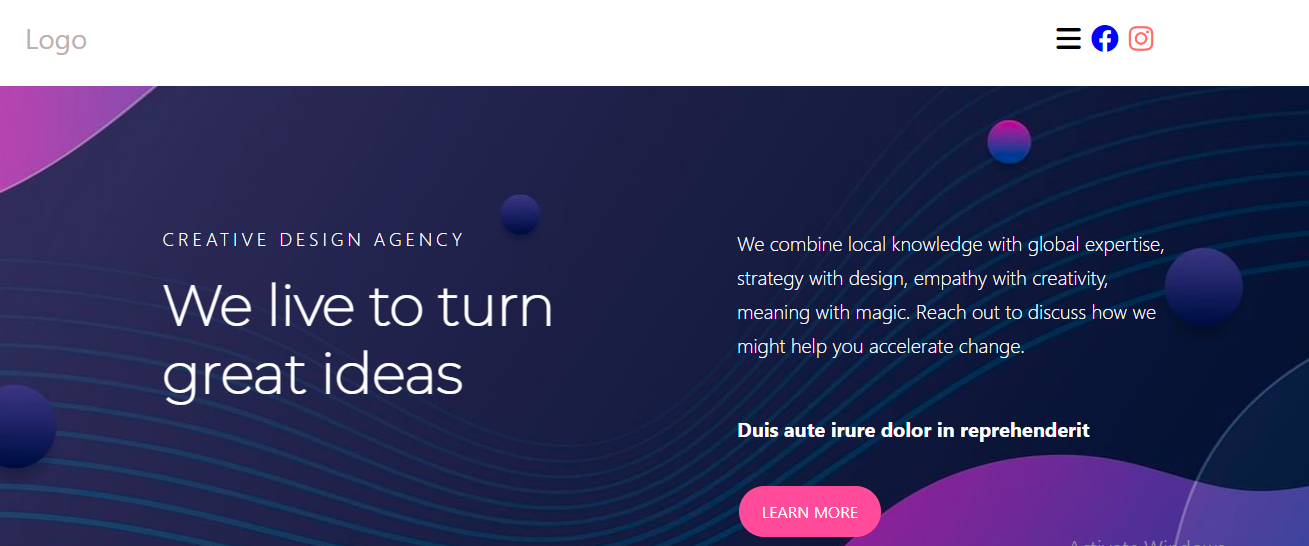 Logo
CREATIVE DESIGN AGENCY
We live to turn
great ideas
We combine local knowledge with global expertise,
strategy with design, empathy with creativity,
meaning with magic. Reach out to discuss how we
might help you accelerate change.
Duis aute irure dolor in reprehenderit
LEARN MORE
Activate Windows